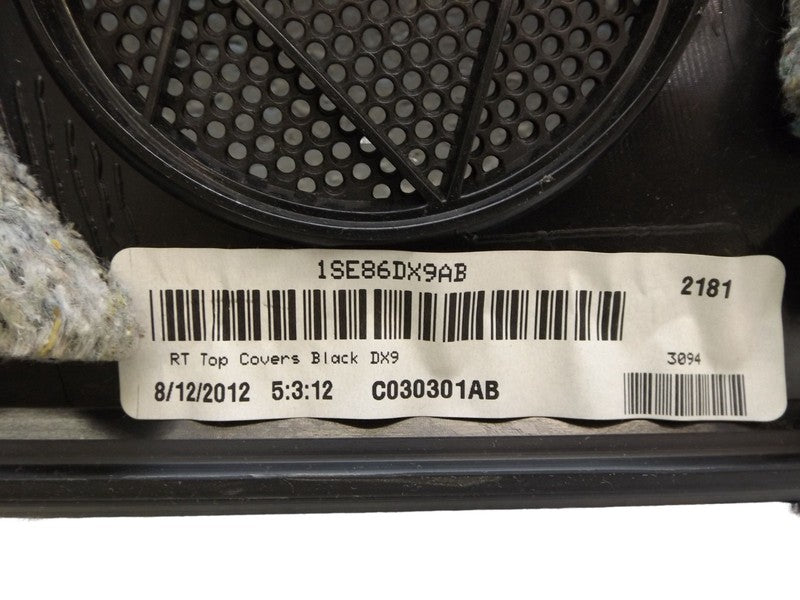 1SE86DX9AB
2181
RT Top Covers Black DX9
3094
8/12/2012 5:3:12 C030301AB